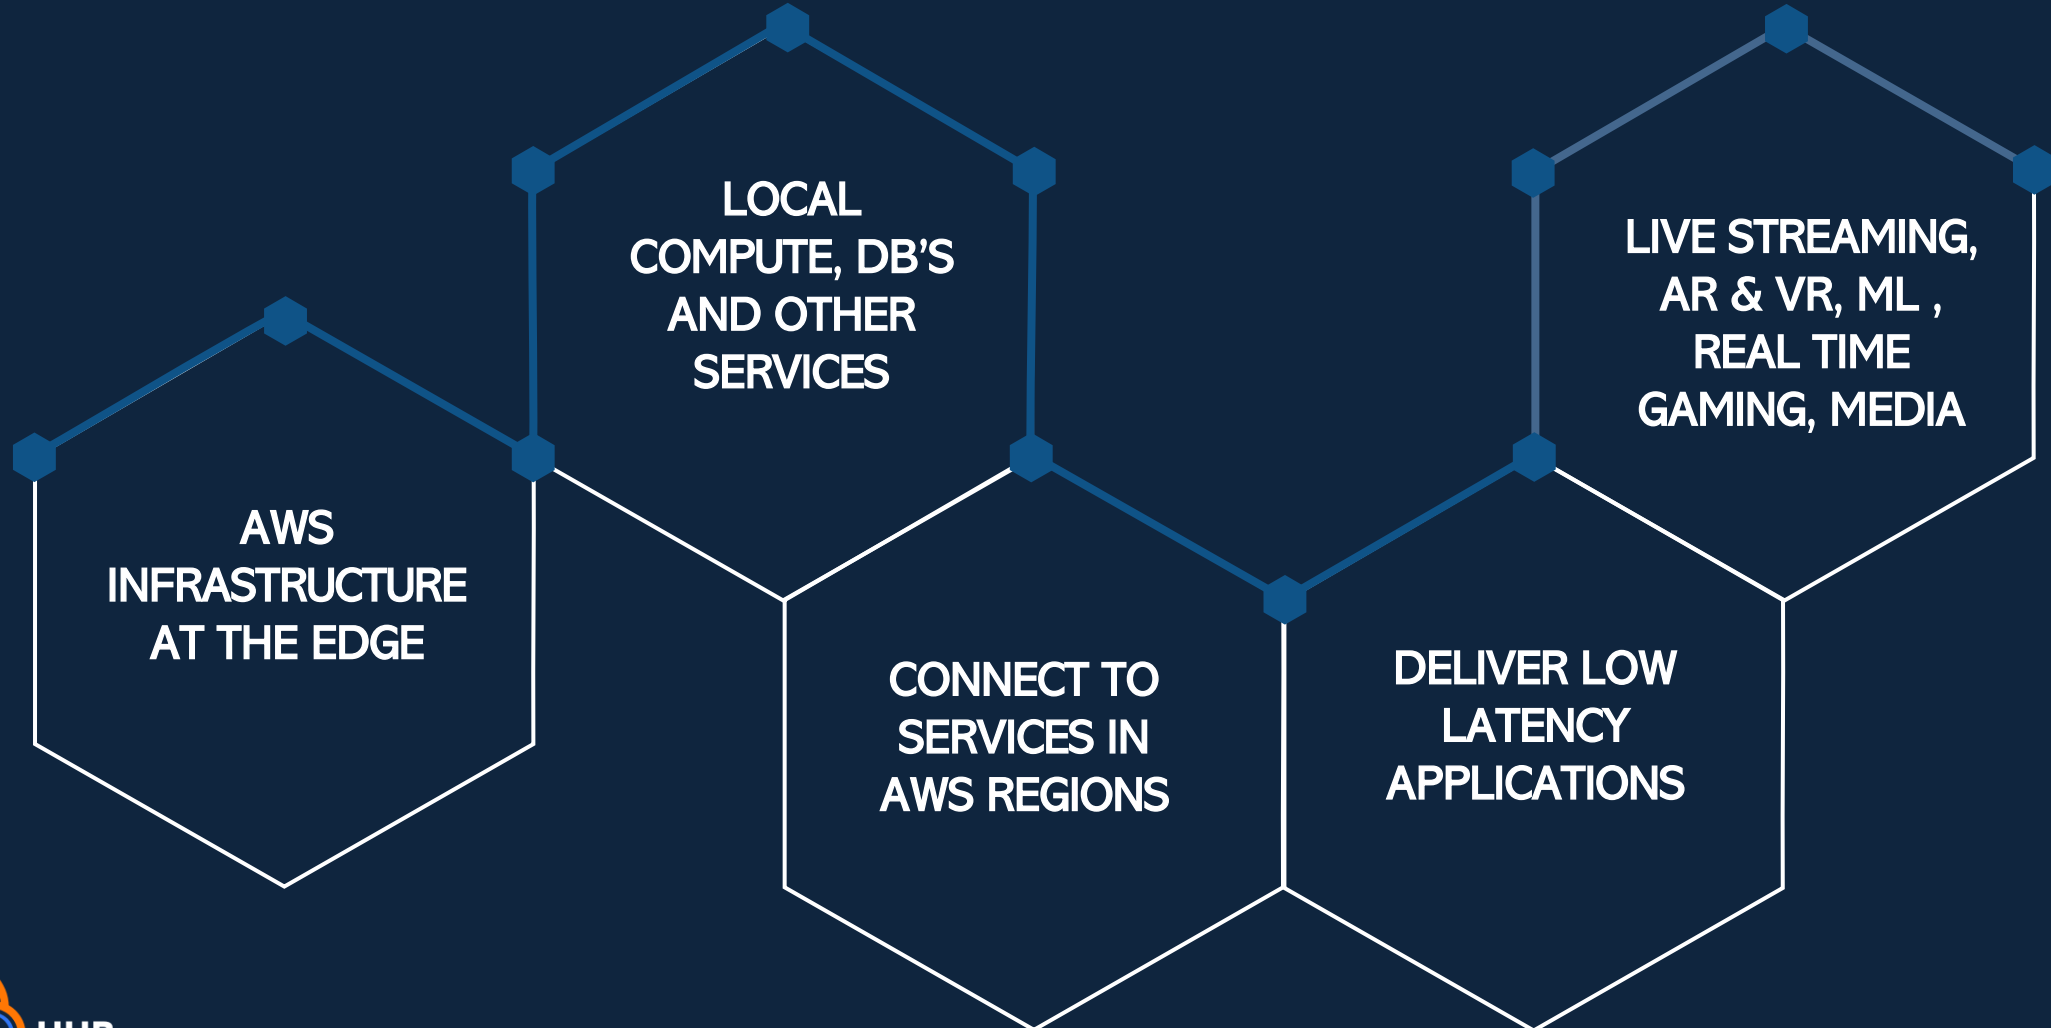 LOCAL
COMPUTE, DB'S
AND OTHER
SERVICES
LIVE STREAMING,
AR & VR, ML ,
REAL TIME
GAMING, MEDIA
AWS
INFRASTRUCTURE
AT THE EDGE
CONNECT TO
SERVICES IN
AWS REGIONS
DELIVER LOW
LATENCY
APPLICATIONS